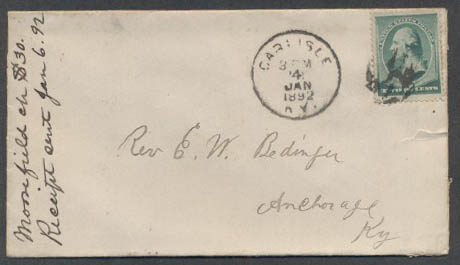 Moorefield ch $30.
Receipt sent Jan 6. 92
CARLISLE
3 PM
4
JAN
1892
KY.
CENTS
Rev E. W. Bedinger
Anchorage
Ky